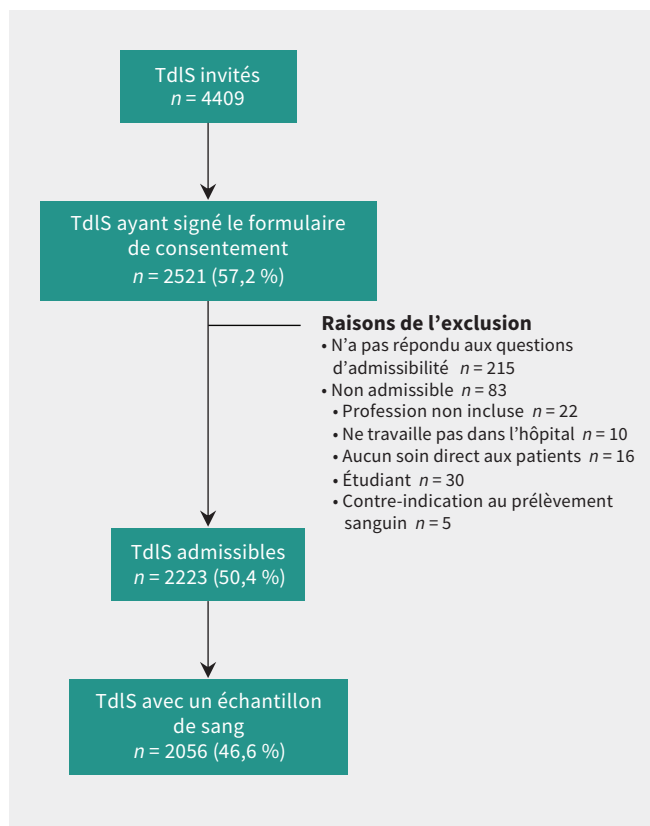 TdlS invités
n = 4409
TdlS ayant signé le formulaire
de consentement
n = 2521 (57,2 %)
Raisons de l’exclusion
• N’a pas répondu aux questions
d’admissibilité n = 215
• Non admissible n = 83
• Profession non incluse n = 22
• Ne travaille pas dans l’hôpital n = 10
• Aucun soin direct aux patients n = 16
• Étudiant n = 30
• Contre-indication au prélèvement
sanguin n = 5
TdlS admissibles
n = 2223 (50,4 %)
TdlS avec un échantillon
de sang
n = 2056 (46,6 %)